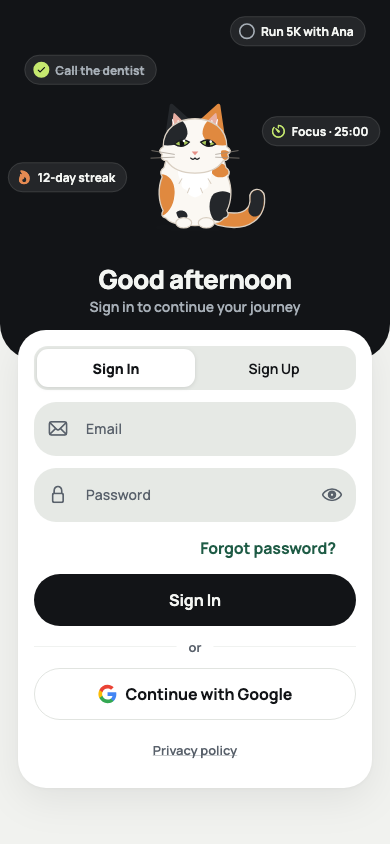 Run 5K with Ana
Call the dentist
Focus · 25:00
12-day streak
Good afternoon
Sign in to continue your journey
Sign In
Sign Up
Email
Password
Forgot password?
Sign In
or
Continue with Google
Privacy policy